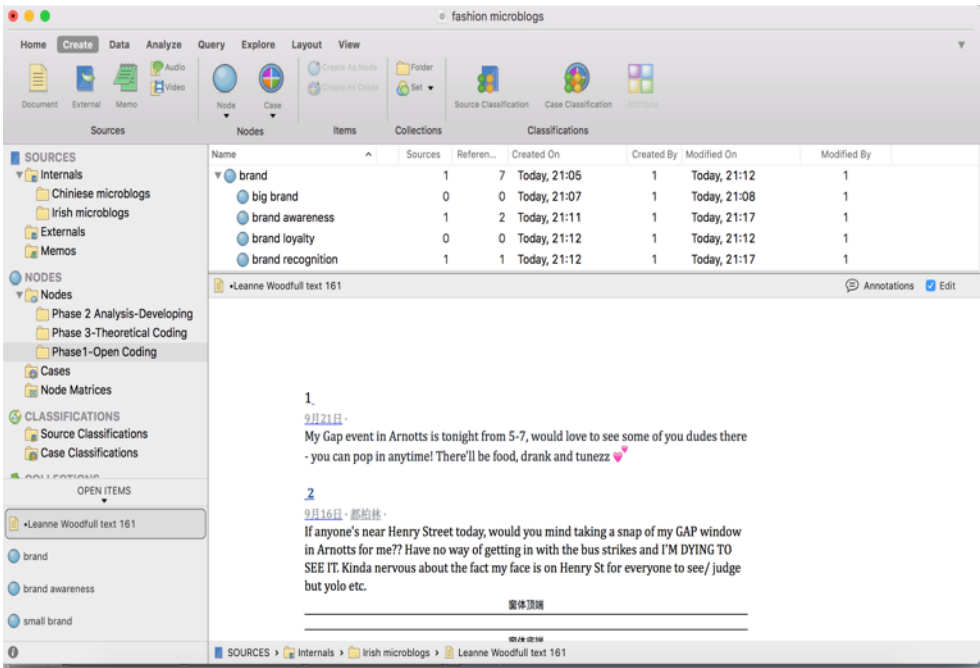 fashion microblogs
Home Create Data Analyze Query Explore Layout View
Audio
Create As Node
Folder
Video
Create As Cases
Set
Document External Memo
Node Case
Source Classification Case Classification Attribute
Sources Nodes Items Collections Classifications
SOURCES
Internals
Chiniese microblogs
Irish microblogs
Externals
Memos
NODES
Nodes
Phase 2 Analysis-Developing
Phase 3-Theoretical Coding
Phase1-Open Coding
Cases
Node Matrices
CLASSIFICATIONS
Source Classifications
Case Classifications
COLLECTIONS
OPEN ITEMS
•Leanne Woodfull text 161
brand
brand awareness
small brand
Name Sources Referen... Created On Created By Modified On Modified By
brand 1 7 Today, 21:05 1 Today, 21:12 1
big brand 0 0 Today, 21:07 1 Today, 21:08 1
brand awareness 1 2 Today, 21:11 1 Today, 21:17 1
brand loyalty 0 0 Today, 21:12 1 Today, 21:12 1
brand recognition 1 1 Today, 21:12 1 Today, 21:17 1
•Leanne Woodfull text 161 Annotations Edit
1
9月21日 ·
My Gap event in Arnotts is tonight from 5-7, would love to see some of you dudes there
- you can pop in anytime! There'll be food, drank and tunezz 💕
2
9月16日 · 都柏林 ·
If anyone's near Henry Street today, would you mind taking a snap of my GAP window
in Arnotts for me?? Have no way of getting in with the bus strikes and I'M DYING TO
SEE IT. Kinda nervous about the fact my face is on Henry St for everyone to see/ judge
but yolo etc.
窗体顶端
窗体底端
SOURCES › Internals › Irish microblogs › Leanne Woodfull text 161